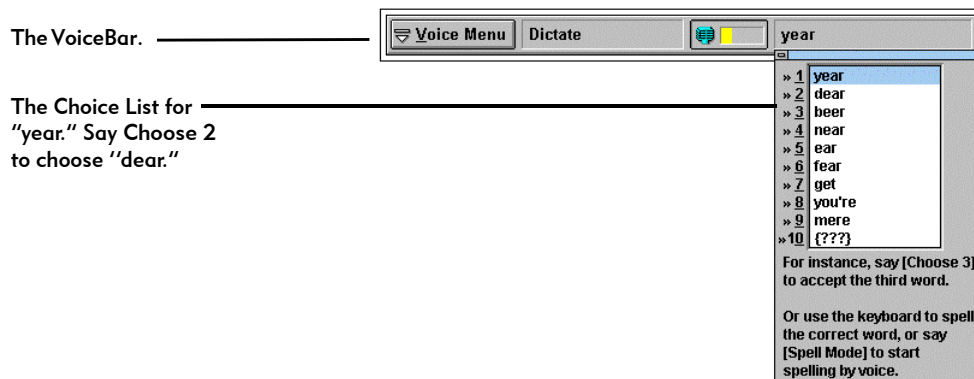 The VoiceBar.
Voice Menu Dictate year
The Choice List for
"year." Say Choose 2
to choose ''dear."
» 1 year
» 2 dear
» 3 beer
» 4 near
» 5 ear
» 6 fear
» 7 get
» 8 you're
» 9 mere
»10 {???}
For instance, say [Choose 3]
to accept the third word.
Or use the keyboard to spell
the correct word, or say
[Spell Mode] to start
spelling by voice.